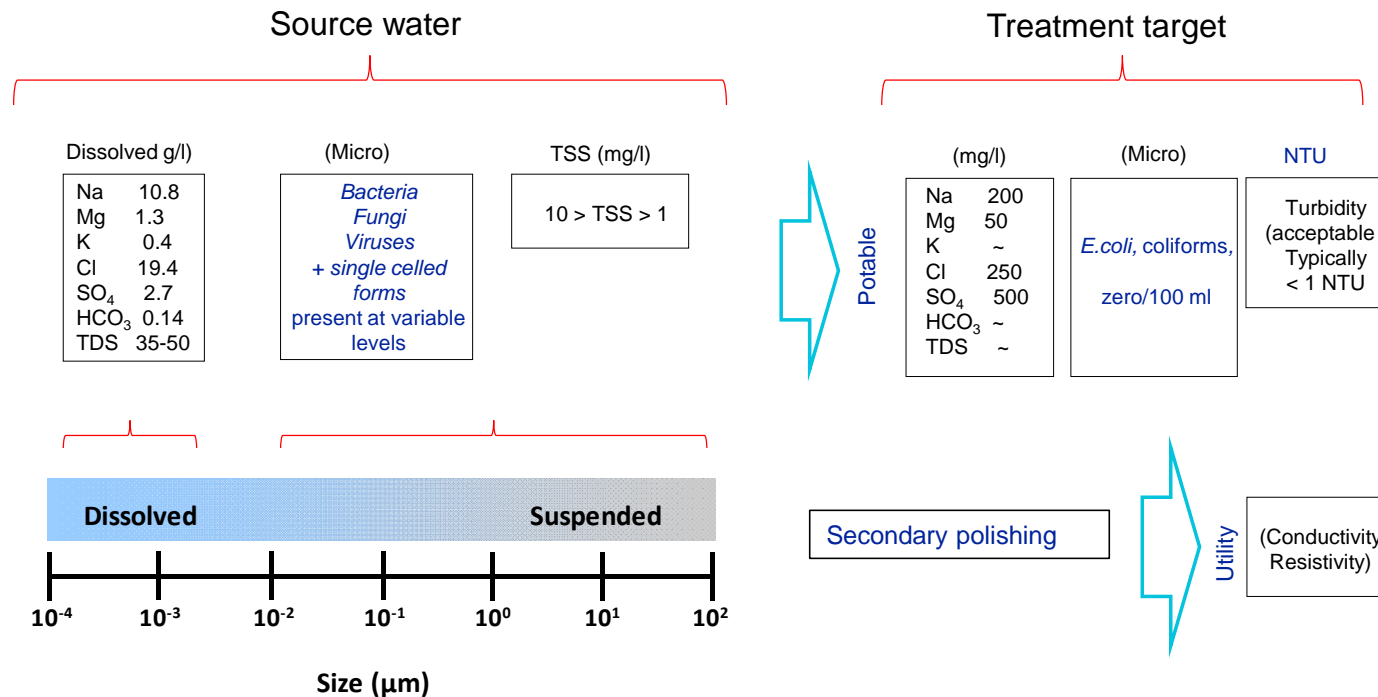 Source water
Treatment target
Dissolved g/l)
Na 10.8
Mg 1.3
K 0.4
Cl 19.4
SO₄ 2.7
HCO₃ 0.14
TDS 35-50
(Micro)
Bacteria
Fungi
Viruses
+ single celled
forms
present at variable
levels
TSS (mg/l)
10 > TSS > 1
Potable
(mg/l)
Na 200
Mg 50
K ~
Cl 250
SO₄ 500
HCO₃ ~
TDS ~
(Micro)
E.coli, coliforms,
zero/100 ml
NTU
Turbidity
(acceptable
Typically
< 1 NTU
Dissolved
Suspended
10⁻⁴ 10⁻³ 10⁻² 10⁻¹ 10⁰ 10¹ 10²
Size (µm)
Secondary polishing
Utility
(Conductivity
Resistivity)